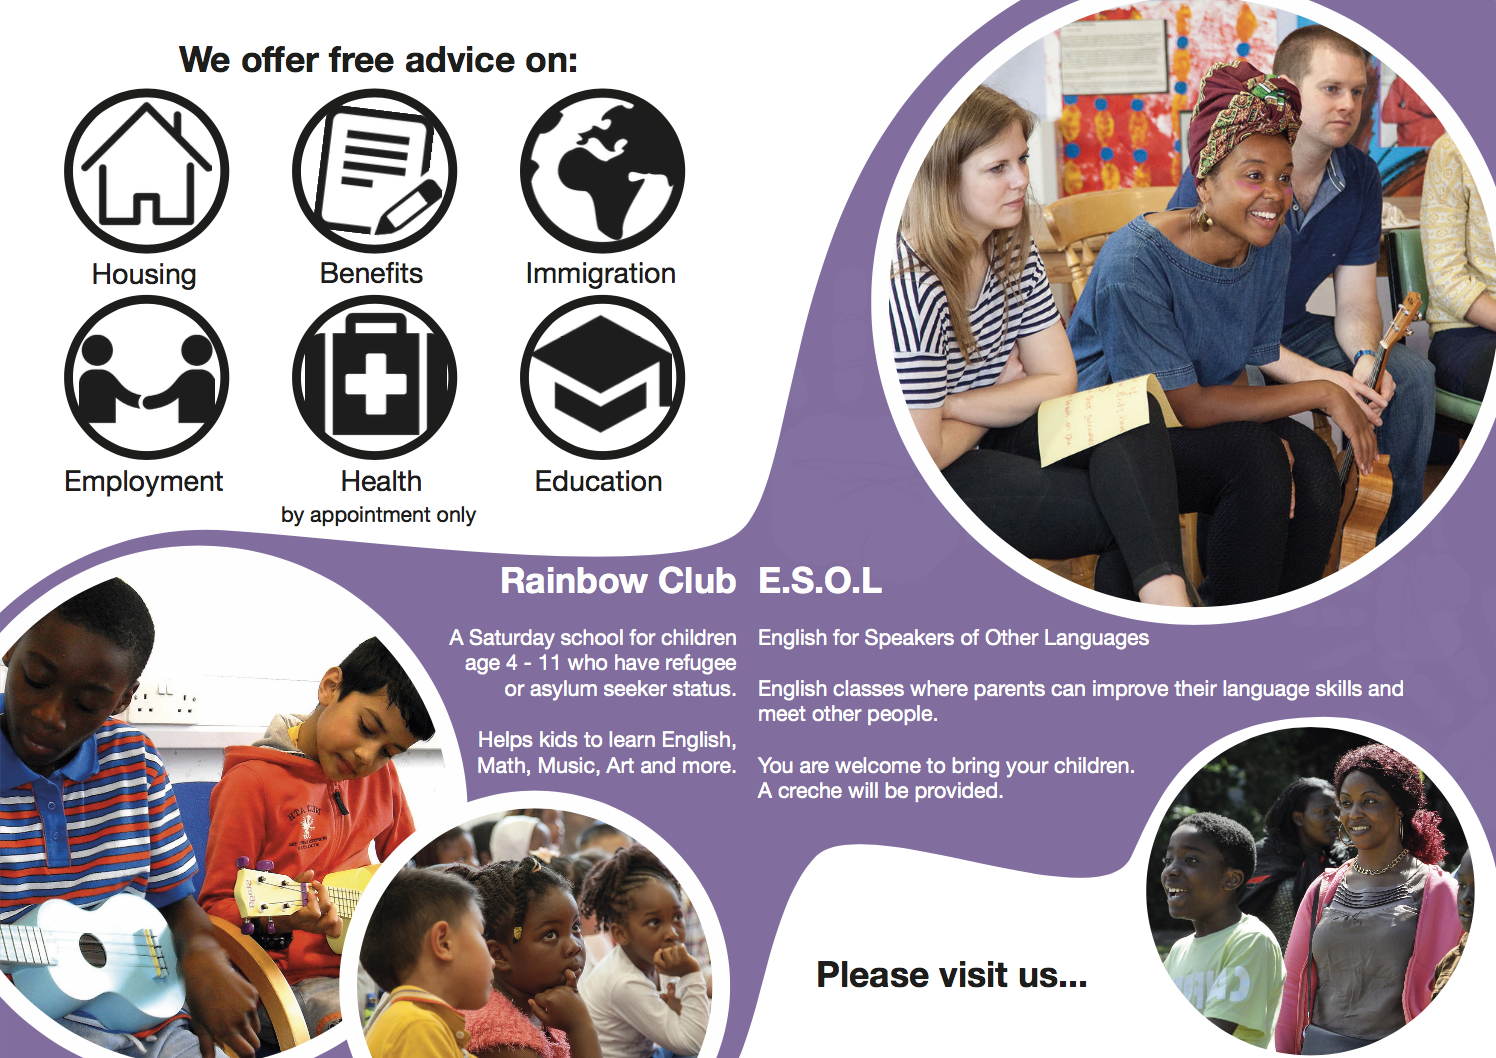 We offer free advice on:
Housing
Benefits
Immigration
Employment
Health
by appointment only
Education
Rainbow Club
A Saturday school for children
age 4 - 11 who have refugee
or asylum seeker status.
Helps kids to learn English,
Math, Music, Art and more.
E.S.O.L
English for Speakers of Other Languages
English classes where parents can improve their language skills and
meet other people.
You are welcome to bring your children.
A creche will be provided.
Please visit us...